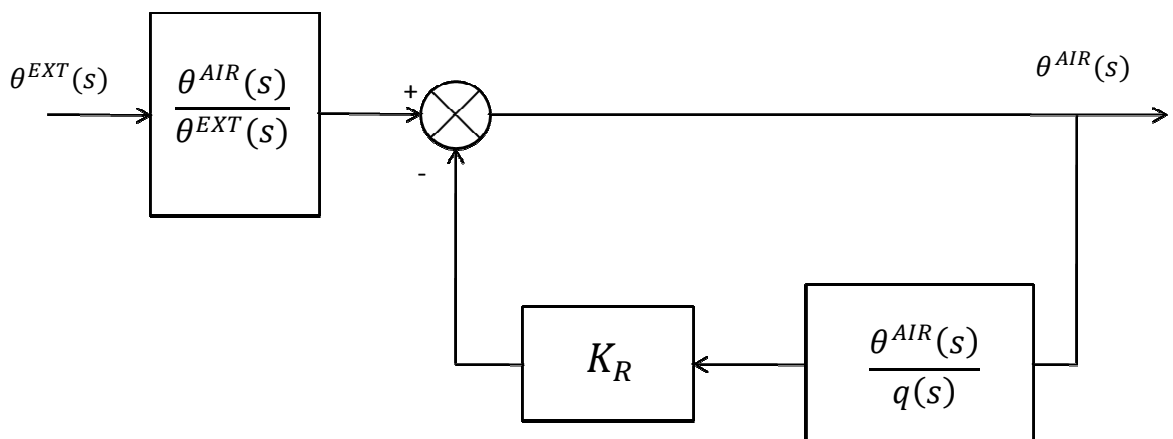 θ^{EXT}(s)
θ^{AIR}(s)
θ^{EXT}(s)
+
-
θ^{AIR}(s)
K_R
θ^{AIR}(s)
q(s)